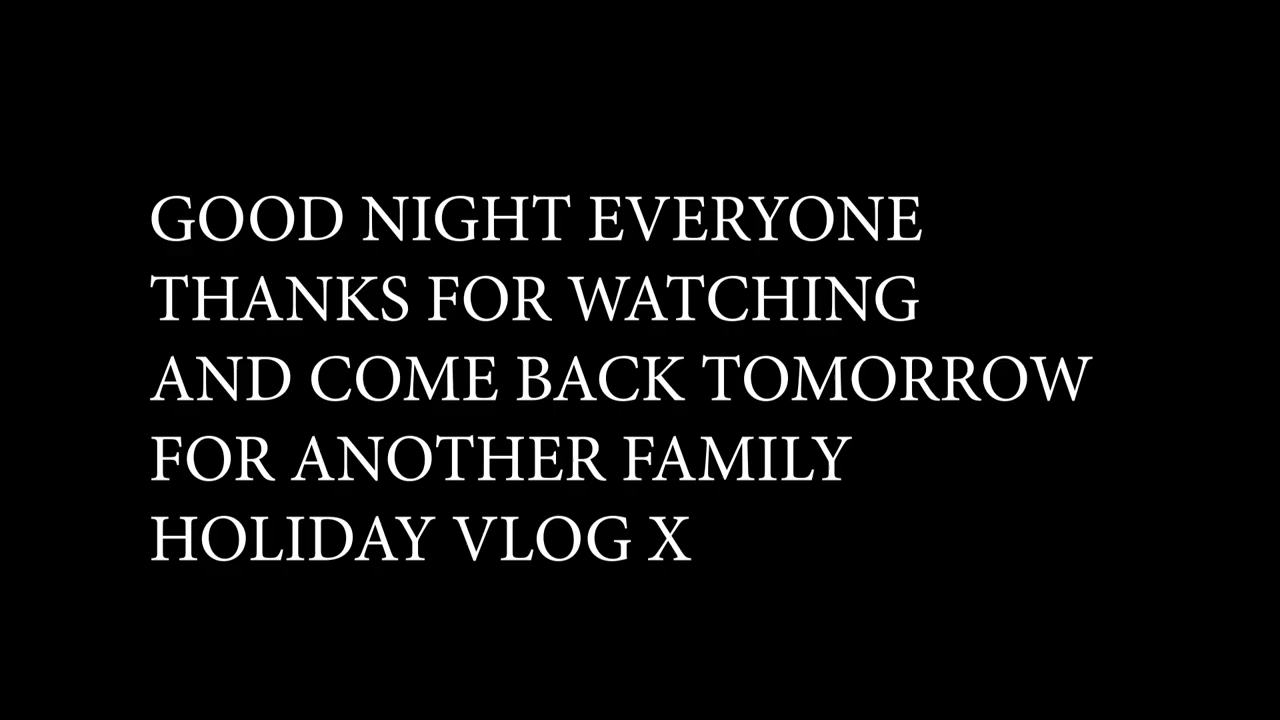 GOOD NIGHT EVERYONE
THANKS FOR WATCHING
AND COME BACK TOMORROW
FOR ANOTHER FAMILY
HOLIDAY VLOG X